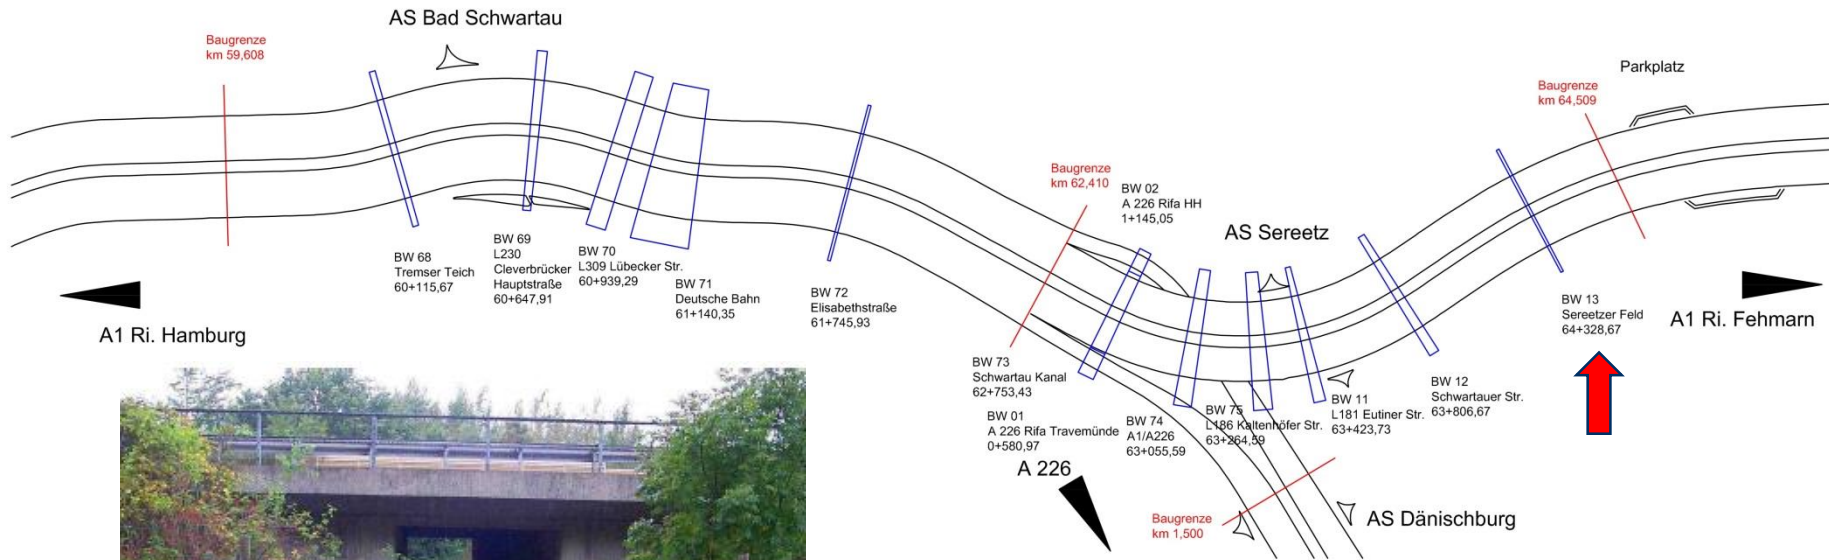 AS Bad Schwartau
Baugrenze
km 59,608
Parkplatz
Baugrenze
km 64,509
Baugrenze
km 62,410
BW 02
A 226 Rifa HH
1+145,05
AS Sereetz
BW 68
Tremser Teich
60+115,67
BW 69
L230
Cleverbrücker
Hauptstraße
60+647,91
BW 70
L309 Lübecker Str.
60+939,29
BW 71
Deutsche Bahn
61+140,35
BW 72
Elisabethstraße
61+745,93
BW 13
Sereetzer Feld
64+328,67
A1 Ri. Hamburg
A1 Ri. Fehmarn
BW 73
Schwartau Kanal
62+753,43
BW 01
A 226 Rifa Travemünde
0+580,97
BW 74
A1/A226
63+055,59
BW 75
L186 Kaltenhöfer Str.
63+264,59
BW 11
L181 Eutiner Str.
63+423,73
BW 12
Schwartauer Str.
63+806,67
A 226
Baugrenze
km 1,500
AS Dänischburg